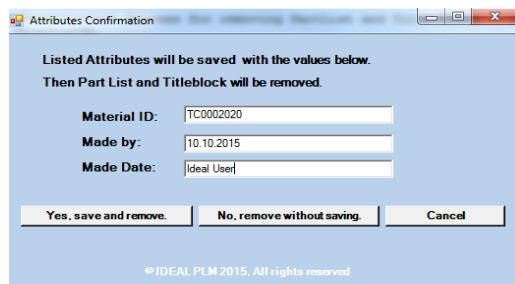 Attributes Confirmation
Listed Attributes will be saved with the values below.
Then Part List and Titleblock will be removed.
Material ID: TC0002020
Made by: 10.10.2015
Made Date: Ideal User
Yes, save and remove. No, remove without saving. Cancel
©IDEAL PLM 2015, All rights reserved